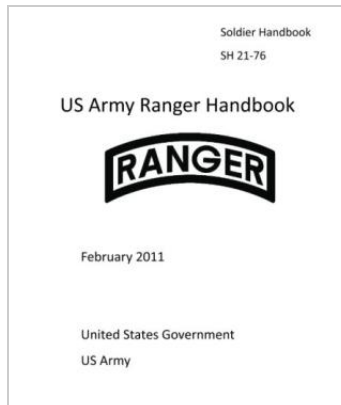 Soldier Handbook
SH 21-76
US Army Ranger Handbook
RANGER
February 2011
United States Government
US Army